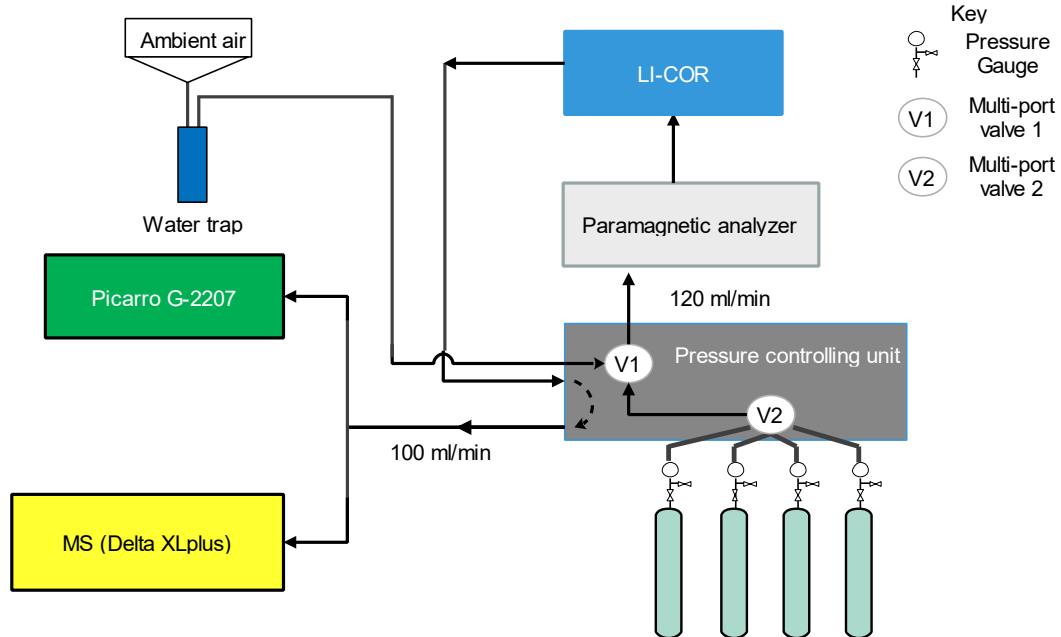 Key
Ambient air
Pressure
Gauge
LI-COR
V1
Multi-port
valve 1
V2
Multi-port
valve 2
Water trap
Paramagnetic analyzer
Picarro G-2207
120 ml/min
V1
Pressure controlling unit
V2
100 ml/min
MS (Delta XLplus)